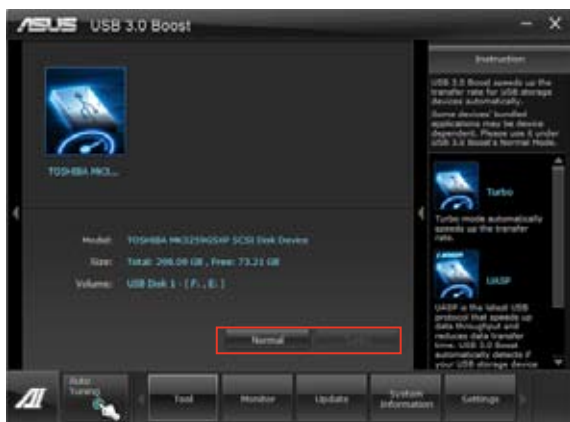 ASUS USB 3.0 Boost
TOSHIBA MK3...
Model: TOSHIBA MK3259GSXP SCSI Disk Device
Size: Total: 298.09 GB , Free: 73.21 GB
Volume: USB Disk 1 - ( F: , E: )
Normal
Instruction
USB 3.0 Boost speeds up the
transfer rate for USB storage
devices automatically.
Some devices' bundled
applications may be device
dependent. Please use it under
USB 3.0 Boost's Normal Mode.
Turbo
Turbo mode automatically
speeds up the transfer
rate.
UASP
UASP is the latest USB
protocol that speeds up
data throughput and
reduces data transfer
time. USB 3.0 Boost
automatically detects if
your USB storage device
AI
Auto
Tuning
Tool
Monitor
Update
System
Information
Settings